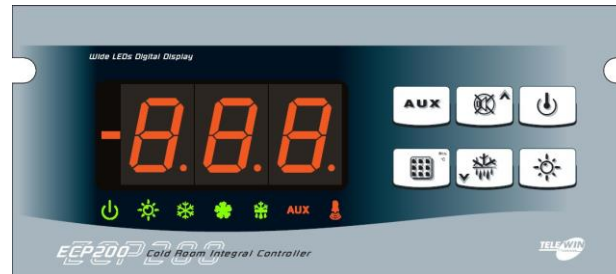 Wide LEDs Digital Display
-8.8.8.
AUX
AUX
ECP200 Cold Room Integral Controller
TELEWIN